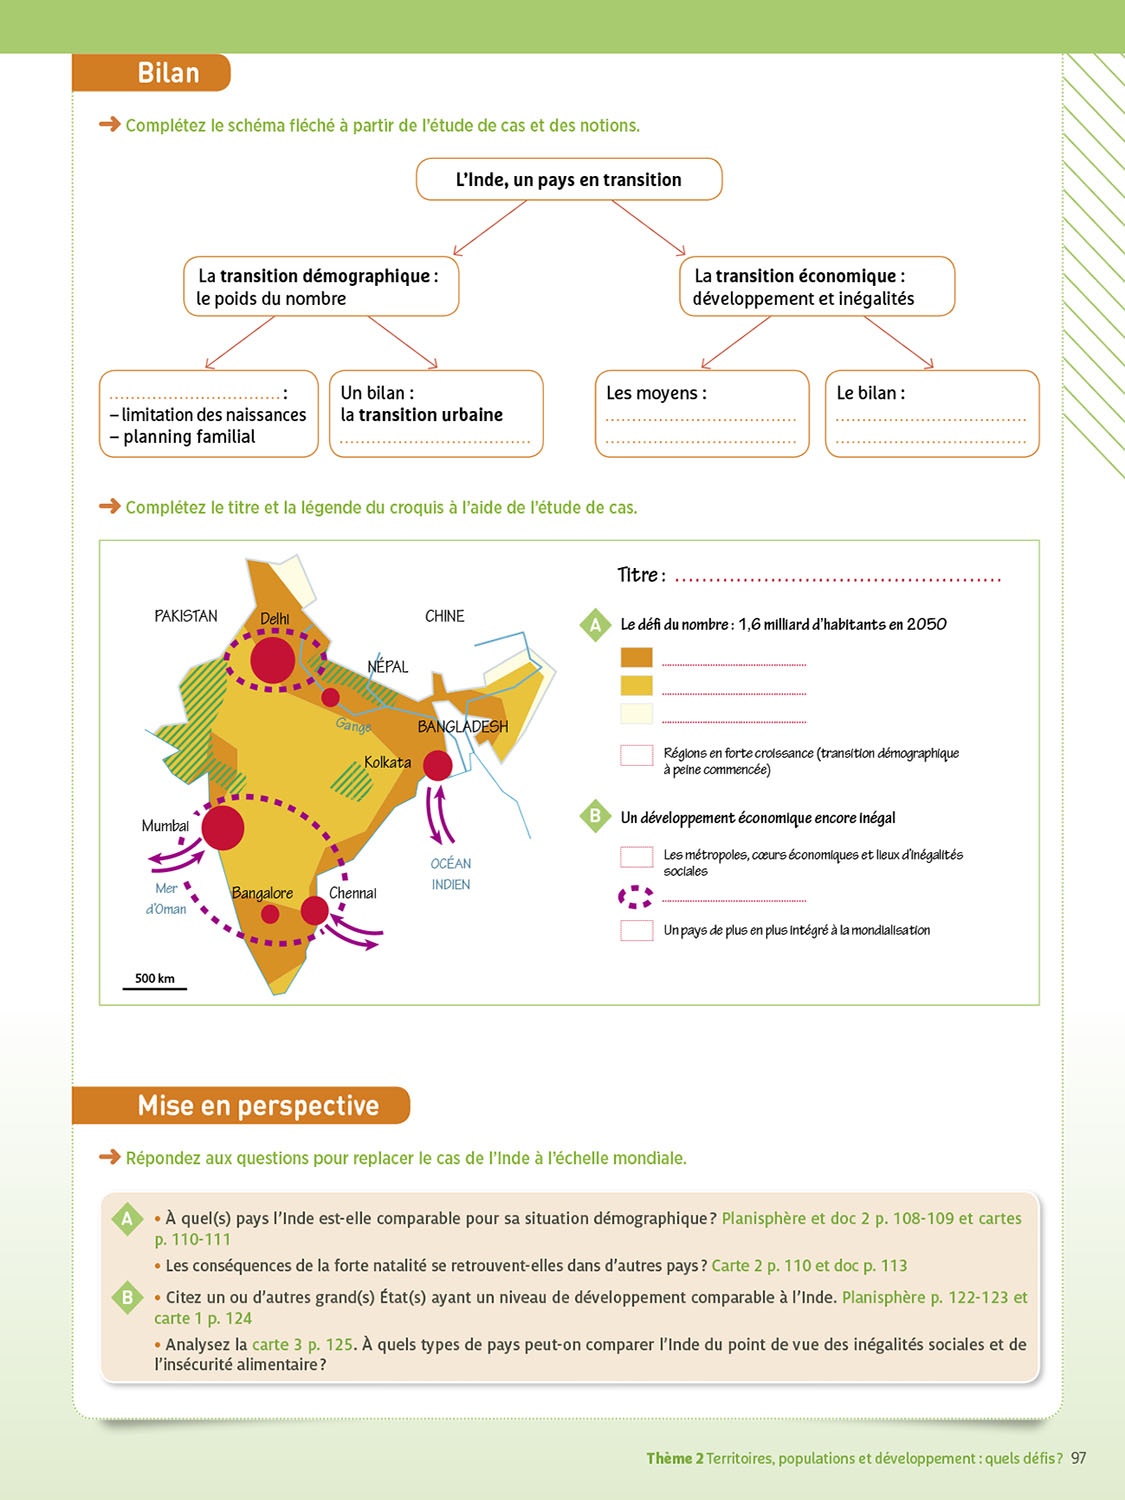 Bilan
Complétez le schéma fléché à partir de l'étude de cas et des notions.
L'Inde, un pays en transition
La transition démographique :
le poids du nombre
La transition économique :
développement et inégalités
.............................. :
– limitation des naissances
– planning familial
Un bilan :
la transition urbaine
..................................
Les moyens :
..................................
..................................
Le bilan :
..................................
..................................
Complétez le titre et la légende du croquis à l'aide de l'étude de cas.
PAKISTAN
Delhi
CHINE
NÉPAL
Gange
BANGLADESH
Kolkata
Mumbai
Mer
d'Oman
OCÉAN
INDIEN
Bangalore
Chennai
500 km
Titre : ................................................
A Le défi du nombre : 1,6 milliard d'habitants en 2050
..................................
..................................
..................................
Régions en forte croissance (transition démographique
à peine commencée)
B Un développement économique encore inégal
Les métropoles, cœurs économiques et lieux d'inégalités
sociales
..................................
Un pays de plus en plus intégré à la mondialisation
Mise en perspective
Répondez aux questions pour replacer le cas de l'Inde à l'échelle mondiale.
A • À quel(s) pays l'Inde est-elle comparable pour sa situation démographique ? Planisphère et doc 2 p. 108-109 et cartes
p. 110-111
• Les conséquences de la forte natalité se retrouvent-elles dans d'autres pays ? Carte 2 p. 110 et doc p. 113
B • Citez un ou d'autres grand(s) État(s) ayant un niveau de développement comparable à l'Inde. Planisphère p. 122-123 et
carte 1 p. 124
• Analysez la carte 3 p. 125. À quels types de pays peut-on comparer l'Inde du point de vue des inégalités sociales et de
l'insécurité alimentaire ?
Thème 2 Territoires, populations et développement : quels défis ? 97